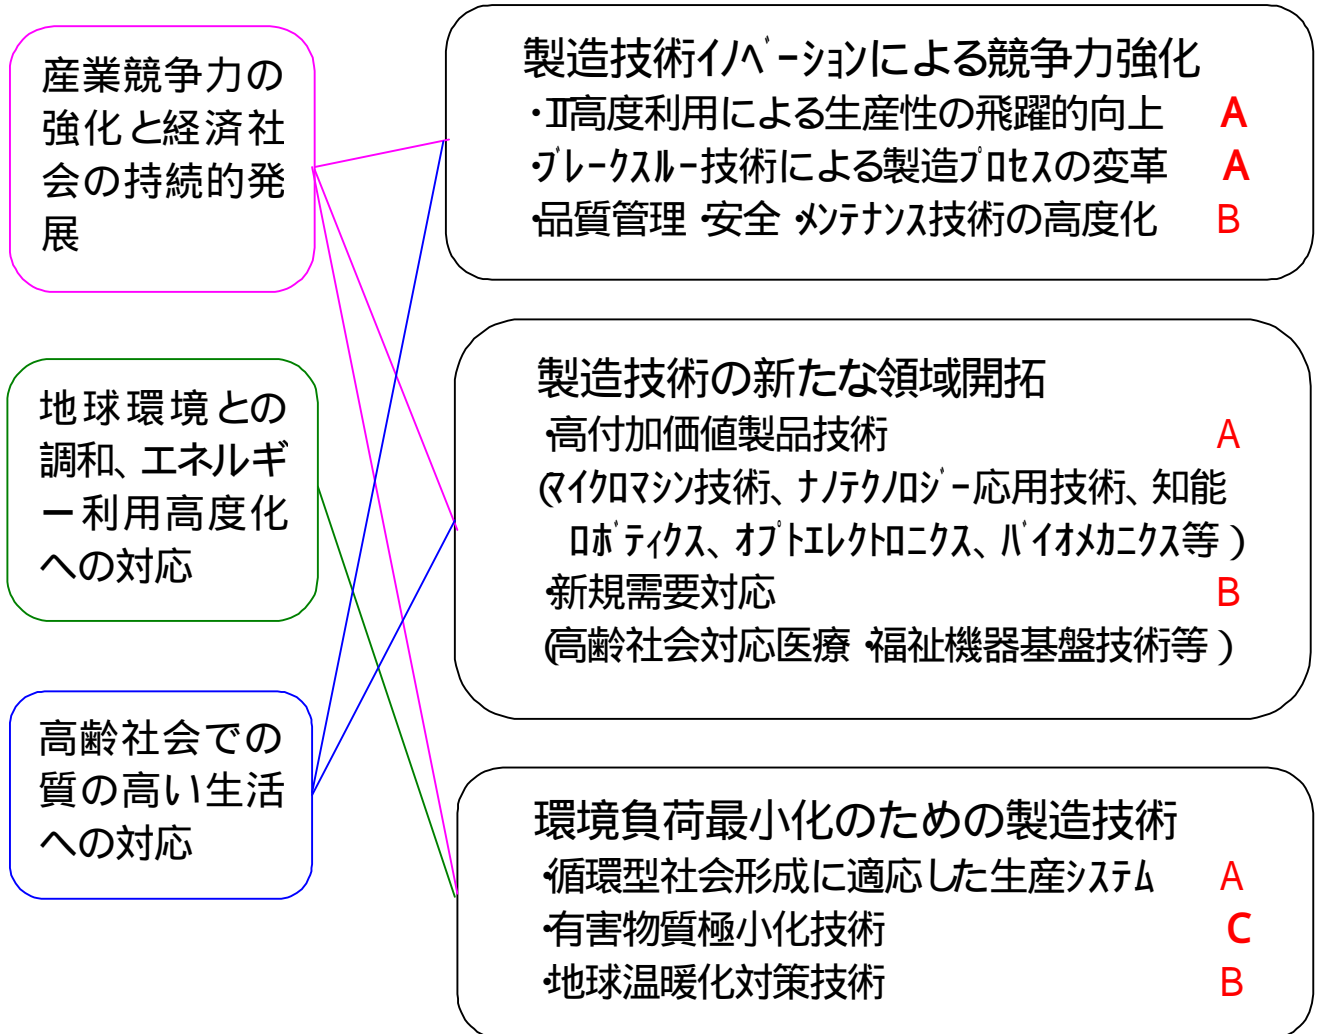 産業競争力の
強化と経済社
会の持続的発
展
地球環境との
調和、エネルギ
ー利用高度化
への対応
高齢社会での
質の高い生活
への対応
製造技術イノベーションによる競争力強化
・IT高度利用による生産性の飛躍的向上 A
・ブレークスルー技術による製造プロセスの変革 A
・品質管理・安全・メンテナンス技術の高度化 B
製造技術の新たな領域開拓
・高付加価値製品技術 A
(マイクロマシン技術、ナノテクノロジー応用技術、知能
ロボティクス、オプトエレクトロニクス、バイオメカニクス等)
・新規需要対応 B
(高齢社会対応医療・福祉機器基盤技術等)
環境負荷最小化のための製造技術
・循環型社会形成に適応した生産システム A
・有害物質極小化技術 C
・地球温暖化対策技術 B